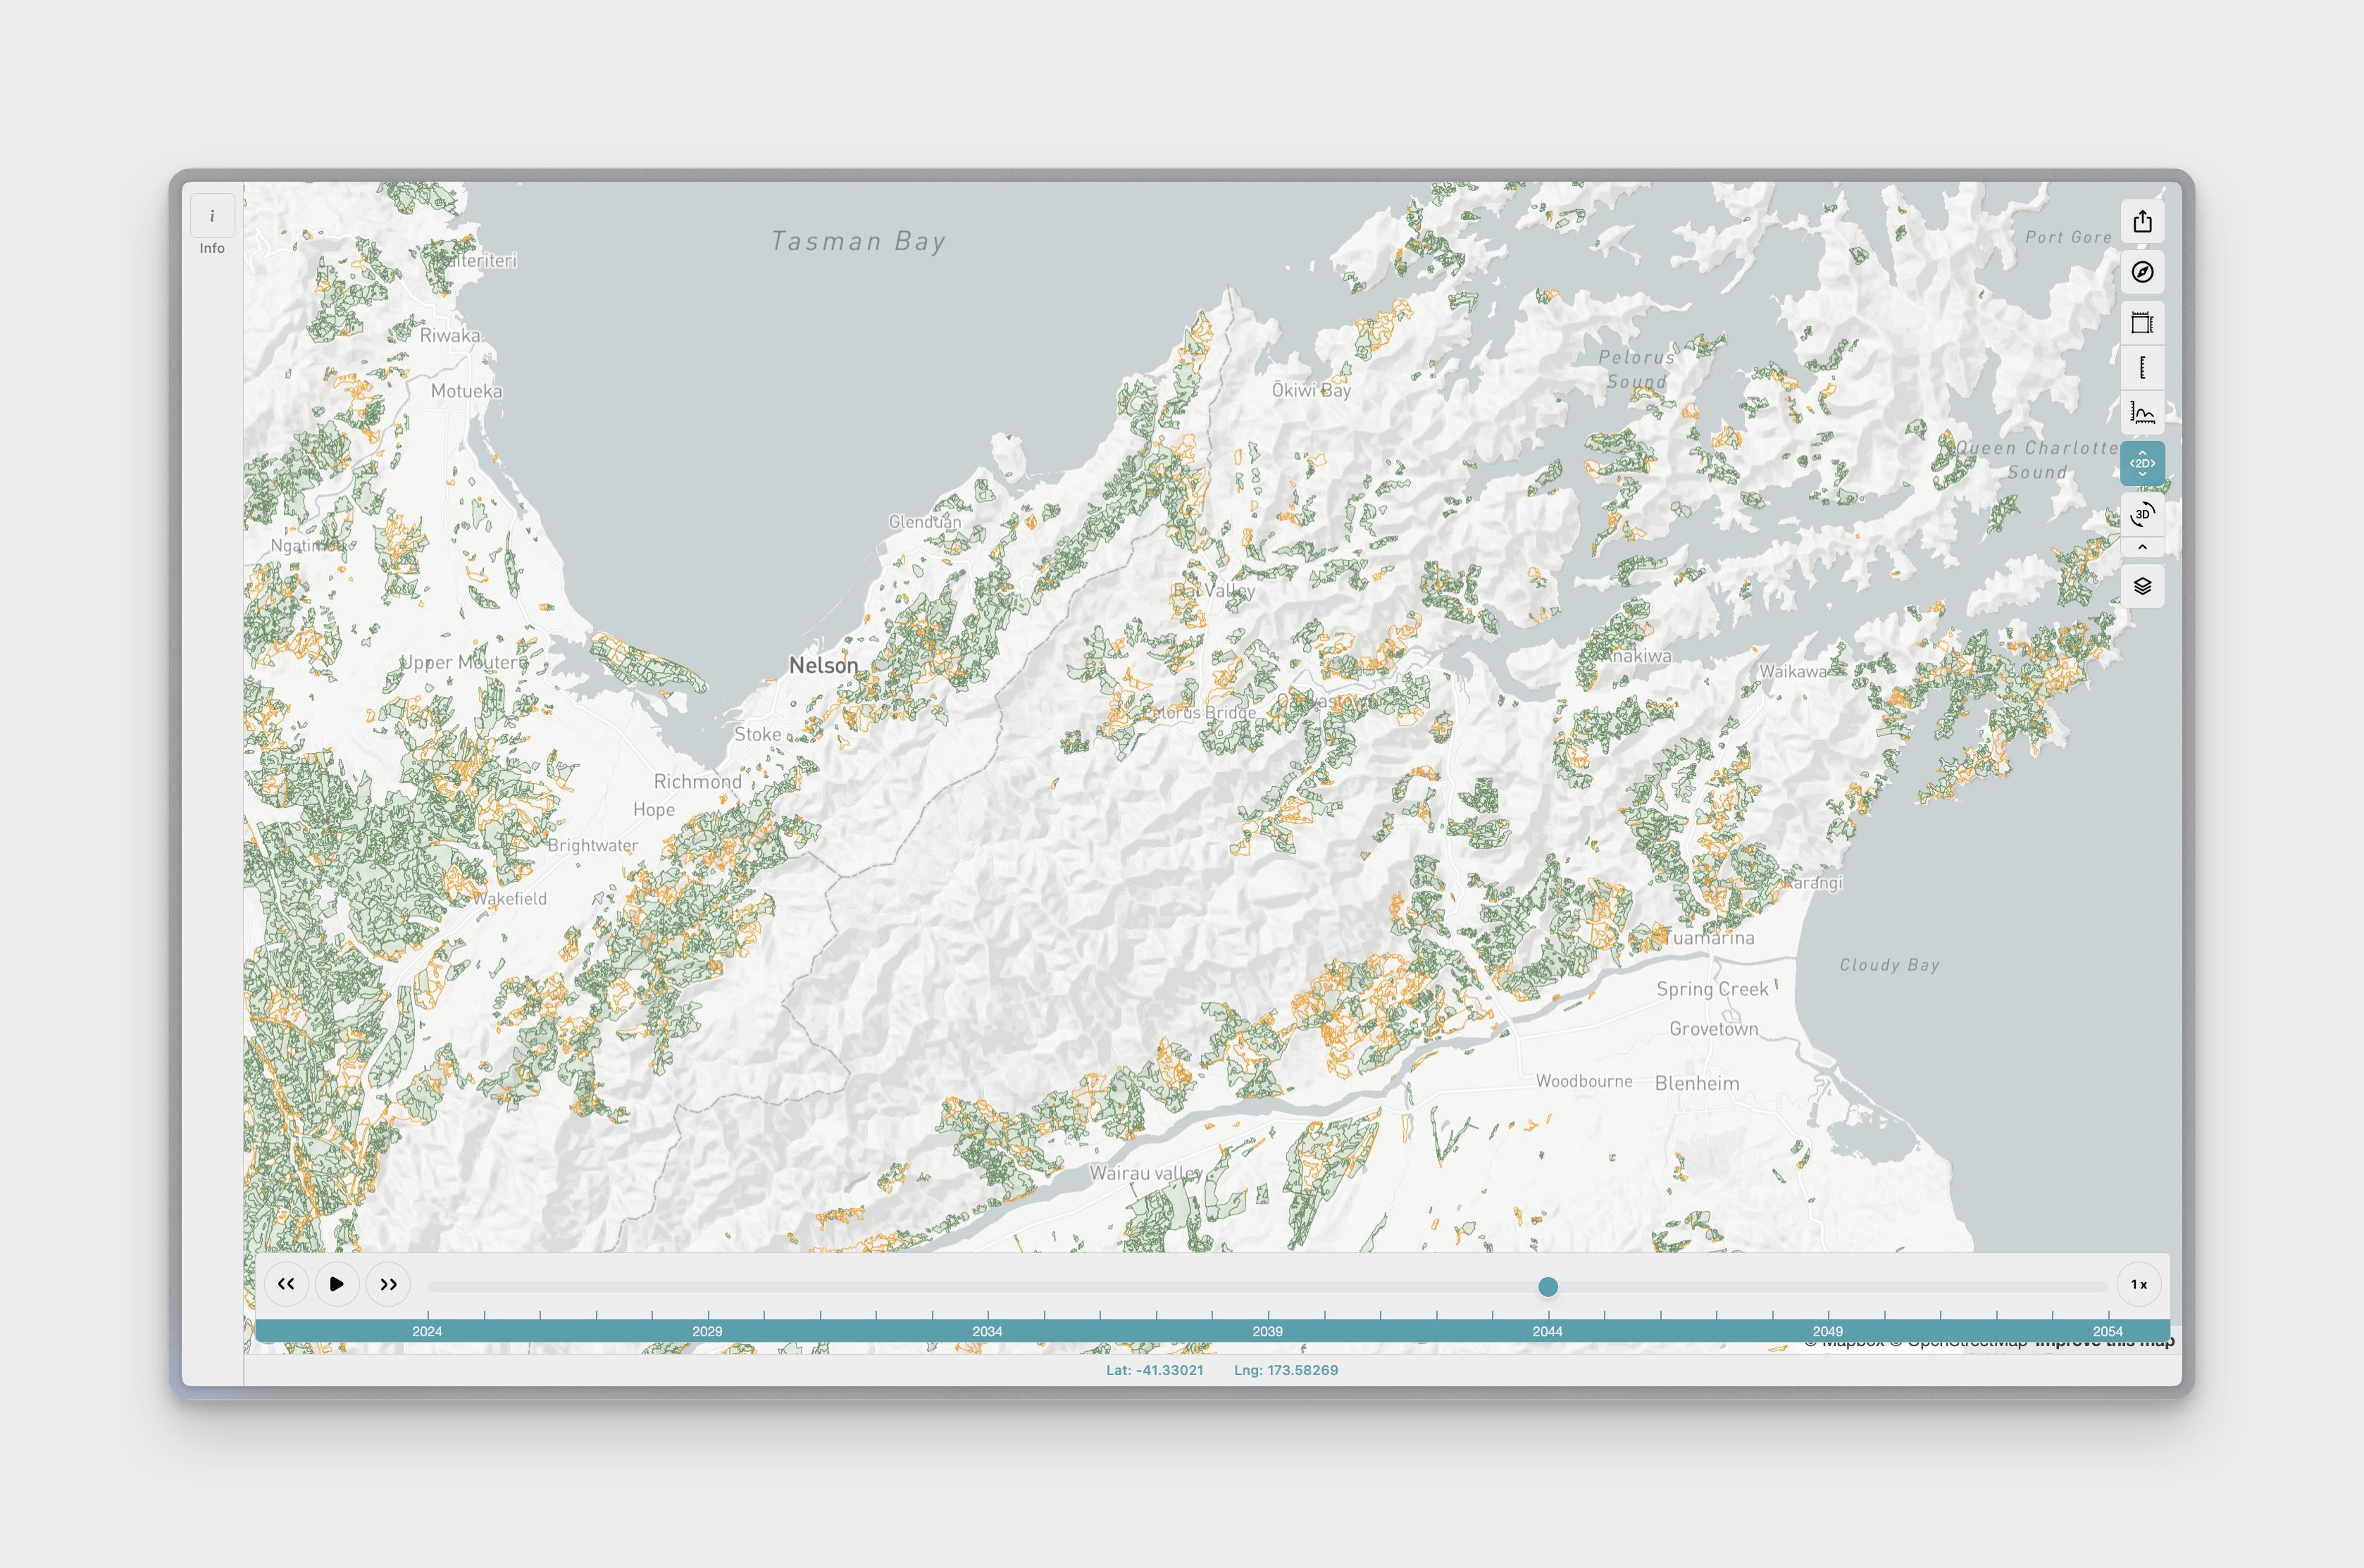 i
Info
Tasman Bay
Port Gore
Riwaka
Motueka
Ōkiwi Bay
Pelorus
Sound
Queen Charlotte
Sound
2D
3D
Glenduan
Rai Valley
Nelson
Upper Moutere
Anakiwa
Waikawa
Stoke
Pelorus Bridge
Canvastown
Richmond
Hope
Brightwater
Wakefield
Rarangi
Tuamarina
Cloudy Bay
Spring Creek
Grovetown
Woodbourne
Blenheim
Wairau valley
1 x
2024
2029
2034
2039
2044
2049
2054
© Mapbox © OpenStreetMap Improve this map
Lat: -41.33021
Lng: 173.58269